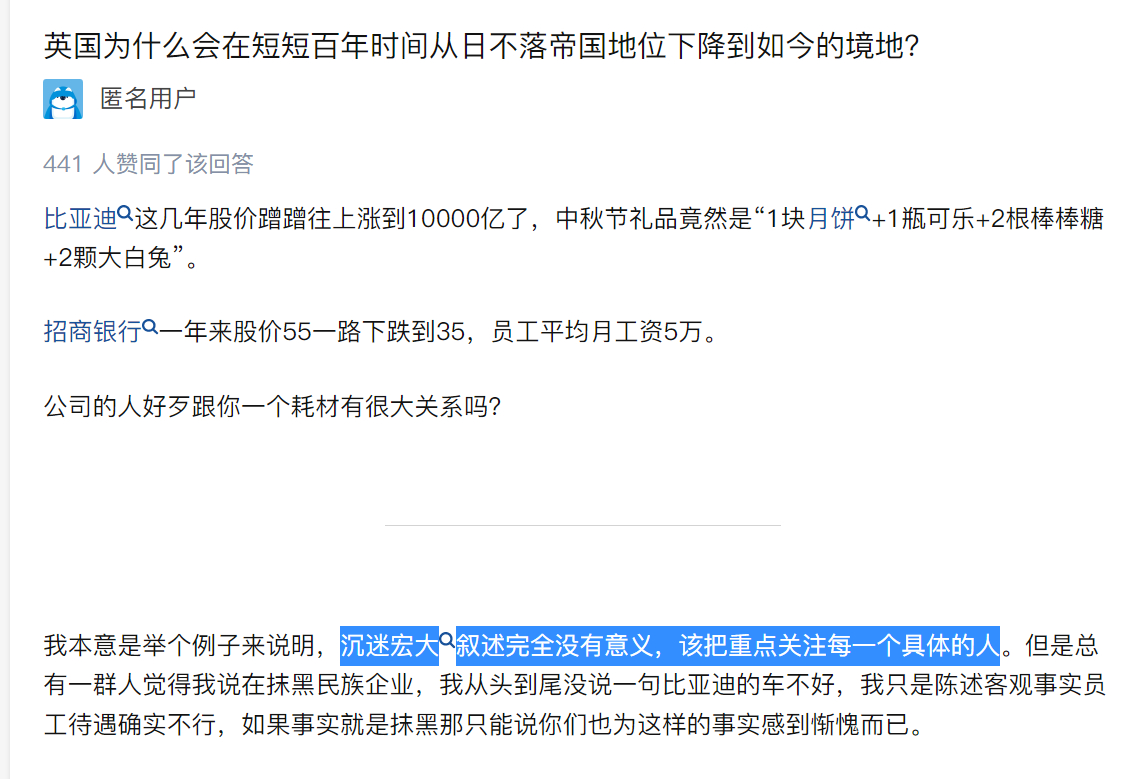 英国为什么会在短短百年时间从日不落帝国地位下降到如今的境地?
匿名用户
441 人赞同了该回答
比亚迪这几年股价蹭蹭往上涨到10000亿了，中秋节礼品竟然是“1块月饼+1瓶可乐+2根棒棒糖
+2颗大白兔”。
招商银行一年来股价55一路下跌到35，员工平均月工资5万。
公司的人好歹跟你一个耗材有很大关系吗?
我本意是举个例子来说明，沉迷宏大叙述完全没有意义，该把重点关注每一个具体的人。但是总
有一群人觉得我说在抹黑民族企业，我从头到尾没说一句比亚迪的车不好，我只是陈述客观事实员
工待遇确实不行，如果事实就是抹黑那只能说你们也为这样的事实感到惭愧而已。